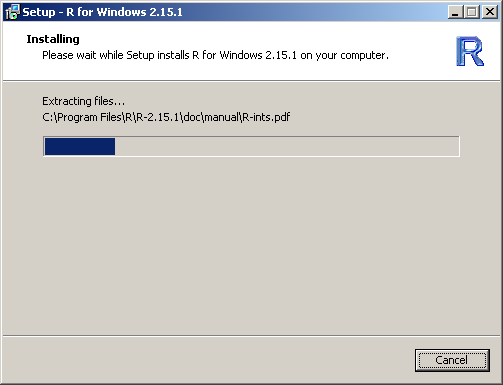 Setup - R for Windows 2.15.1
Installing
Please wait while Setup installs R for Windows 2.15.1 on your computer.
R
Extracting files...
C:\Program Files\R\R-2.15.1\doc\manual\R-ints.pdf
Cancel